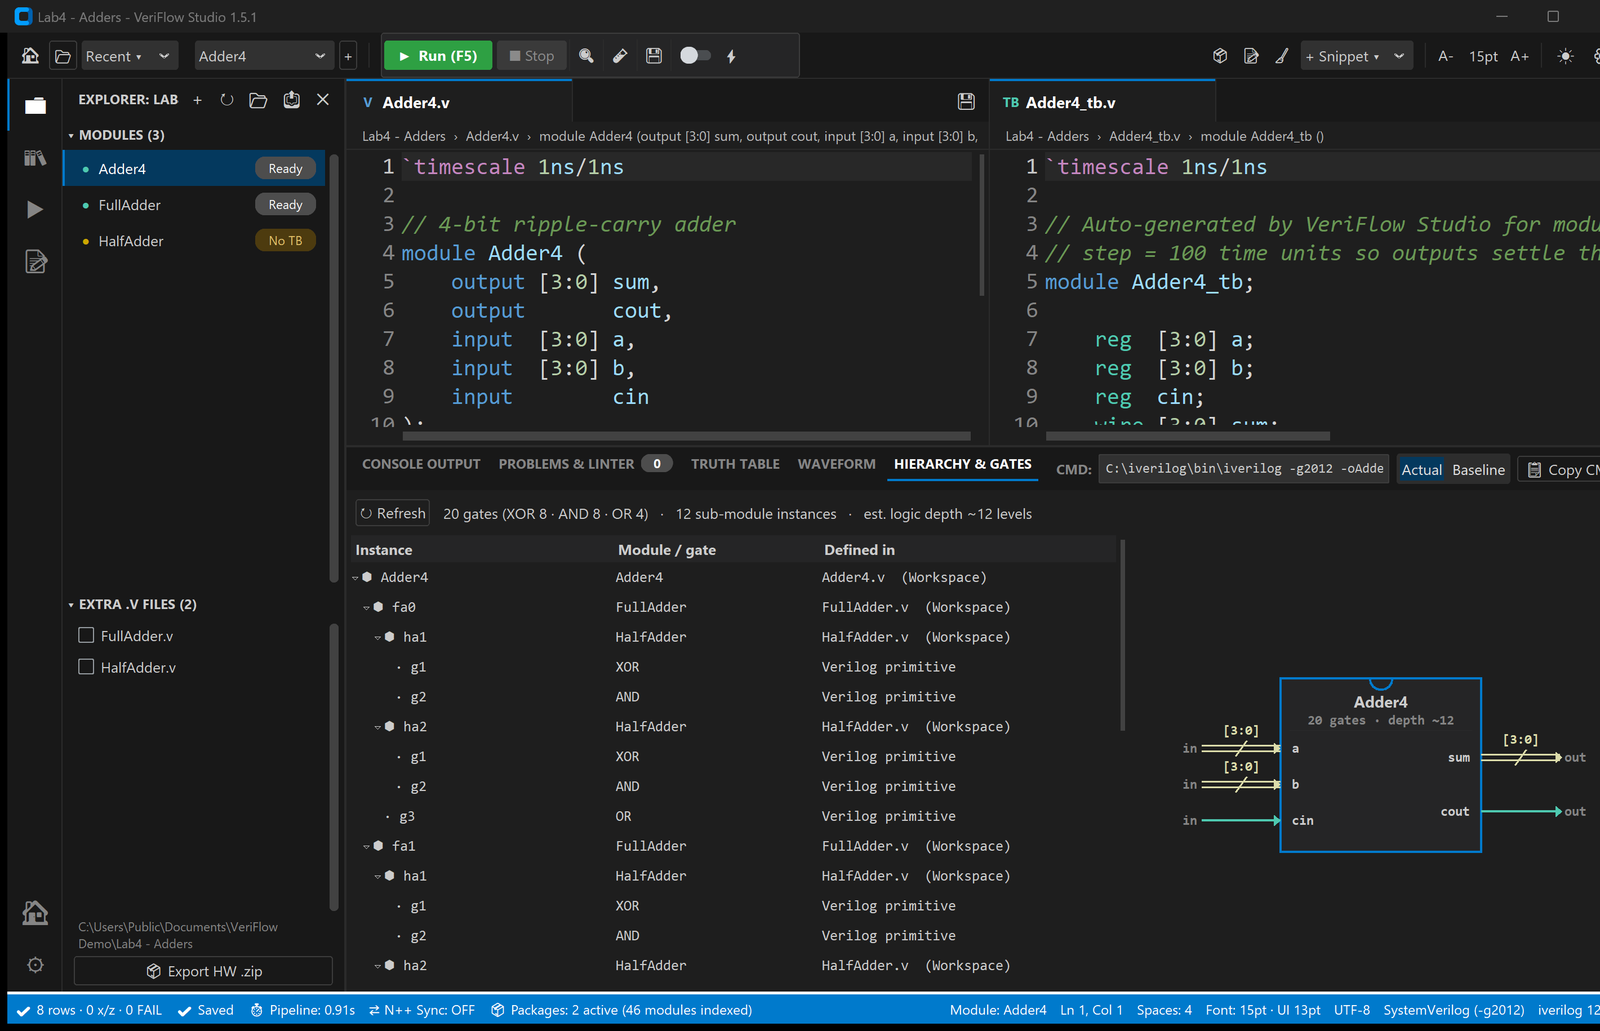 Lab4 - Adders - VeriFlow Studio 1.5.1
Recent
Adder4
+
Run (F5)
Stop
+ Snippet
A-
15pt
A+
EXPLORER: LAB
MODULES (3)
Adder4 Ready
FullAdder Ready
HalfAdder No TB
EXTRA .V FILES (2)
FullAdder.v
HalfAdder.v
C:\Users\Public\Documents\VeriFlow
Demo\Lab4 - Adders
Export HW .zip
V Adder4.v
Lab4 - Adders › Adder4.v › module Adder4 (output [3:0] sum, output cout, input [3:0] a, input [3:0] b,
1 `timescale 1ns/1ns
2
3 // 4-bit ripple-carry adder
4 module Adder4 (
5 output [3:0] sum,
6 output cout,
7 input [3:0] a,
8 input [3:0] b,
9 input cin
10 );
TB Adder4_tb.v
Lab4 - Adders › Adder4_tb.v › module Adder4_tb ()
1 `timescale 1ns/1ns
2
3 // Auto-generated by VeriFlow Studio for modu
4 // step = 100 time units so outputs settle th
5 module Adder4_tb;
6
7 reg [3:0] a;
8 reg [3:0] b;
9 reg cin;
10 wire [3:0] sum;
CONSOLE OUTPUT
PROBLEMS & LINTER 0
TRUTH TABLE
WAVEFORM
HIERARCHY & GATES
CMD: C:\iverilog\bin\iverilog -g2012 -oAdde
Actual
Baseline
Copy CM
Refresh
20 gates (XOR 8 · AND 8 · OR 4) · 12 sub-module instances · est. logic depth ~12 levels
Instance Module / gate Defined in
Adder4 Adder4 Adder4.v (Workspace)
fa0 FullAdder FullAdder.v (Workspace)
ha1 HalfAdder HalfAdder.v (Workspace)
· g1 XOR Verilog primitive
· g2 AND Verilog primitive
ha2 HalfAdder HalfAdder.v (Workspace)
· g1 XOR Verilog primitive
· g2 AND Verilog primitive
· g3 OR Verilog primitive
fa1 FullAdder FullAdder.v (Workspace)
ha1 HalfAdder HalfAdder.v (Workspace)
· g1 XOR Verilog primitive
· g2 AND Verilog primitive
ha2 HalfAdder HalfAdder.v (Workspace)
Adder4
20 gates · depth ~12
in [3:0] a
in [3:0] b
in cin
sum [3:0] out
cout out
8 rows · 0 x/z · 0 FAIL
Saved
Pipeline: 0.91s
N++ Sync: OFF
Packages: 2 active (46 modules indexed)
Module: Adder4
Ln 1, Col 1
Spaces: 4
Font: 15pt · UI 13pt
UTF-8
SystemVerilog (-g2012)
iverilog 12